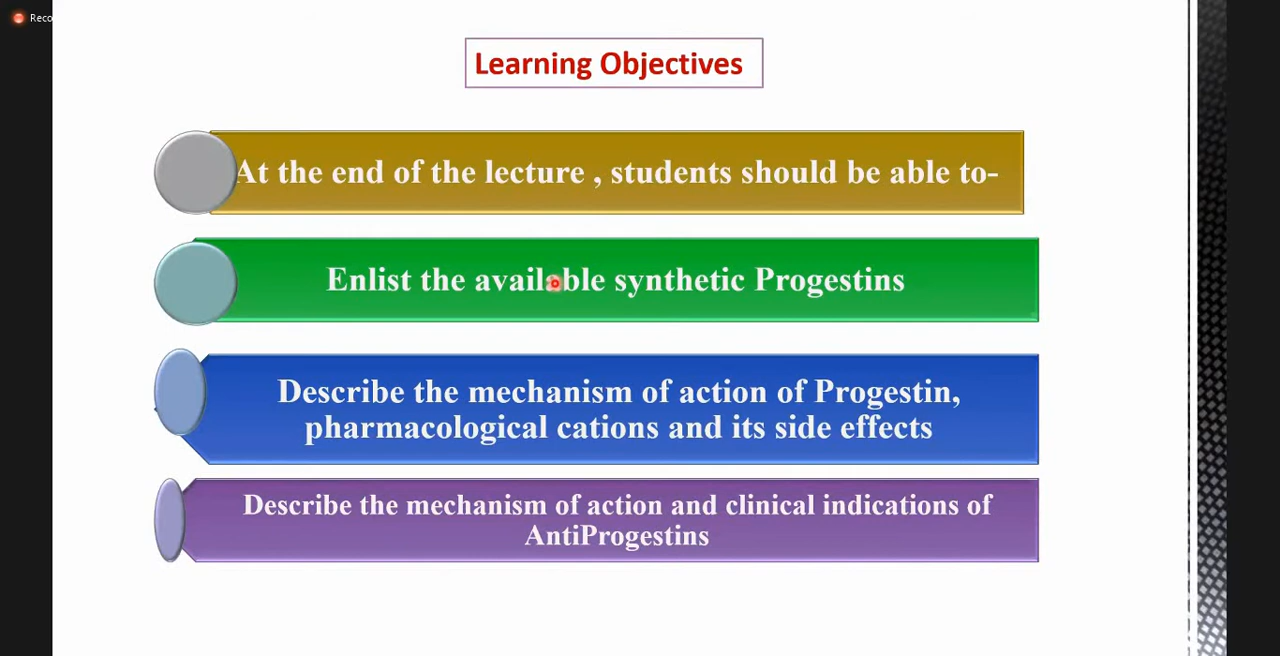 Reco
Learning Objectives
At the end of the lecture , students should be able to-
Enlist the available synthetic Progestins
Describe the mechanism of action of Progestin,
pharmacological cations and its side effects
Describe the mechanism of action and clinical indications of
AntiProgestins